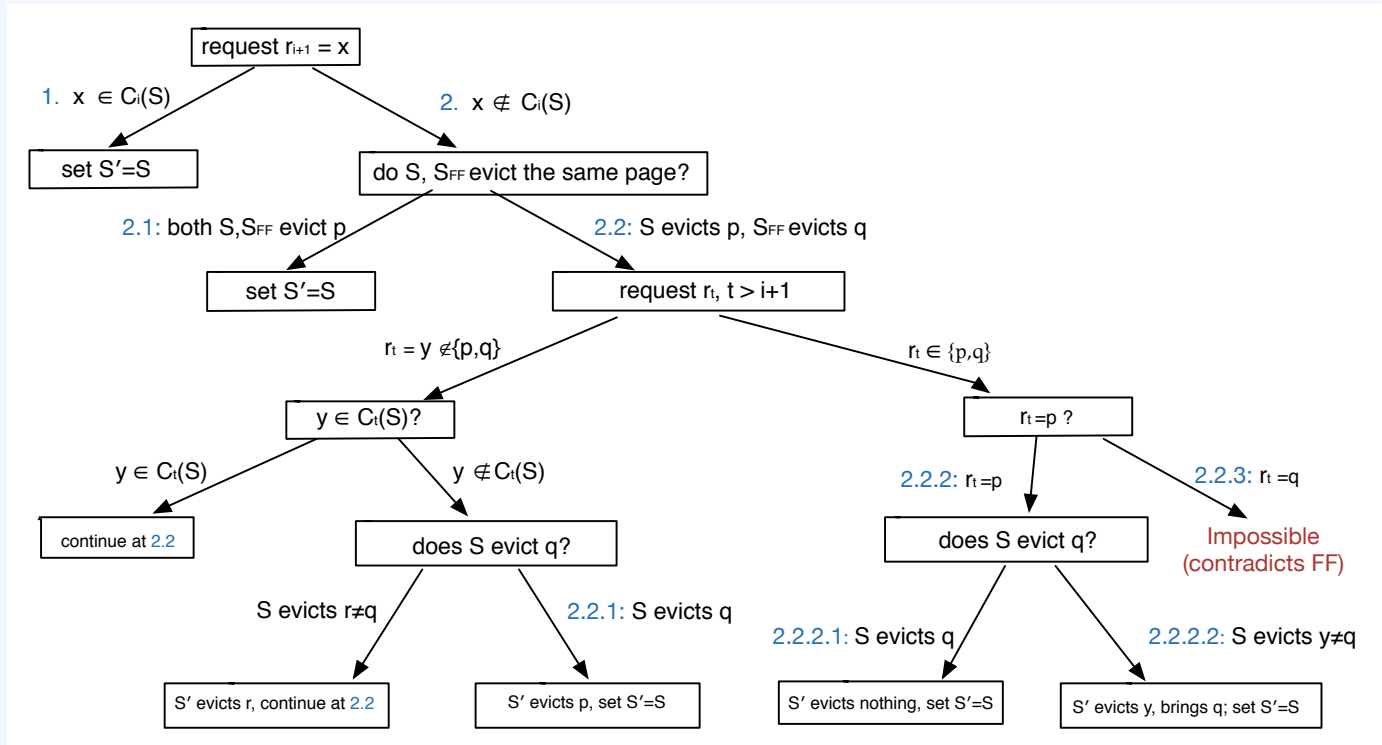 request rᵢ₊₁ = x
1. x ∈ Cᵢ(S)
2. x ∉ Cᵢ(S)
set S′=S
do S, SFF evict the same page?
2.1: both S,SFF evict p
2.2: S evicts p, SFF evicts q
set S′=S
request rₜ, t > i+1
rₜ = y ∉{p,q}
rₜ ∈ {p,q}
y ∈ Cₜ(S)?
rₜ =p ?
y ∈ Cₜ(S)
y ∉ Cₜ(S)
2.2.2: rₜ =p
2.2.3: rₜ =q
continue at 2.2
does S evict q?
does S evict q?
Impossible
(contradicts FF)
S evicts r≠q
2.2.1: S evicts q
2.2.2.1: S evicts q
2.2.2.2: S evicts y≠q
S′ evicts r, continue at 2.2
S′ evicts p, set S′=S
S′ evicts nothing, set S′=S
S′ evicts y, brings q; set S′=S